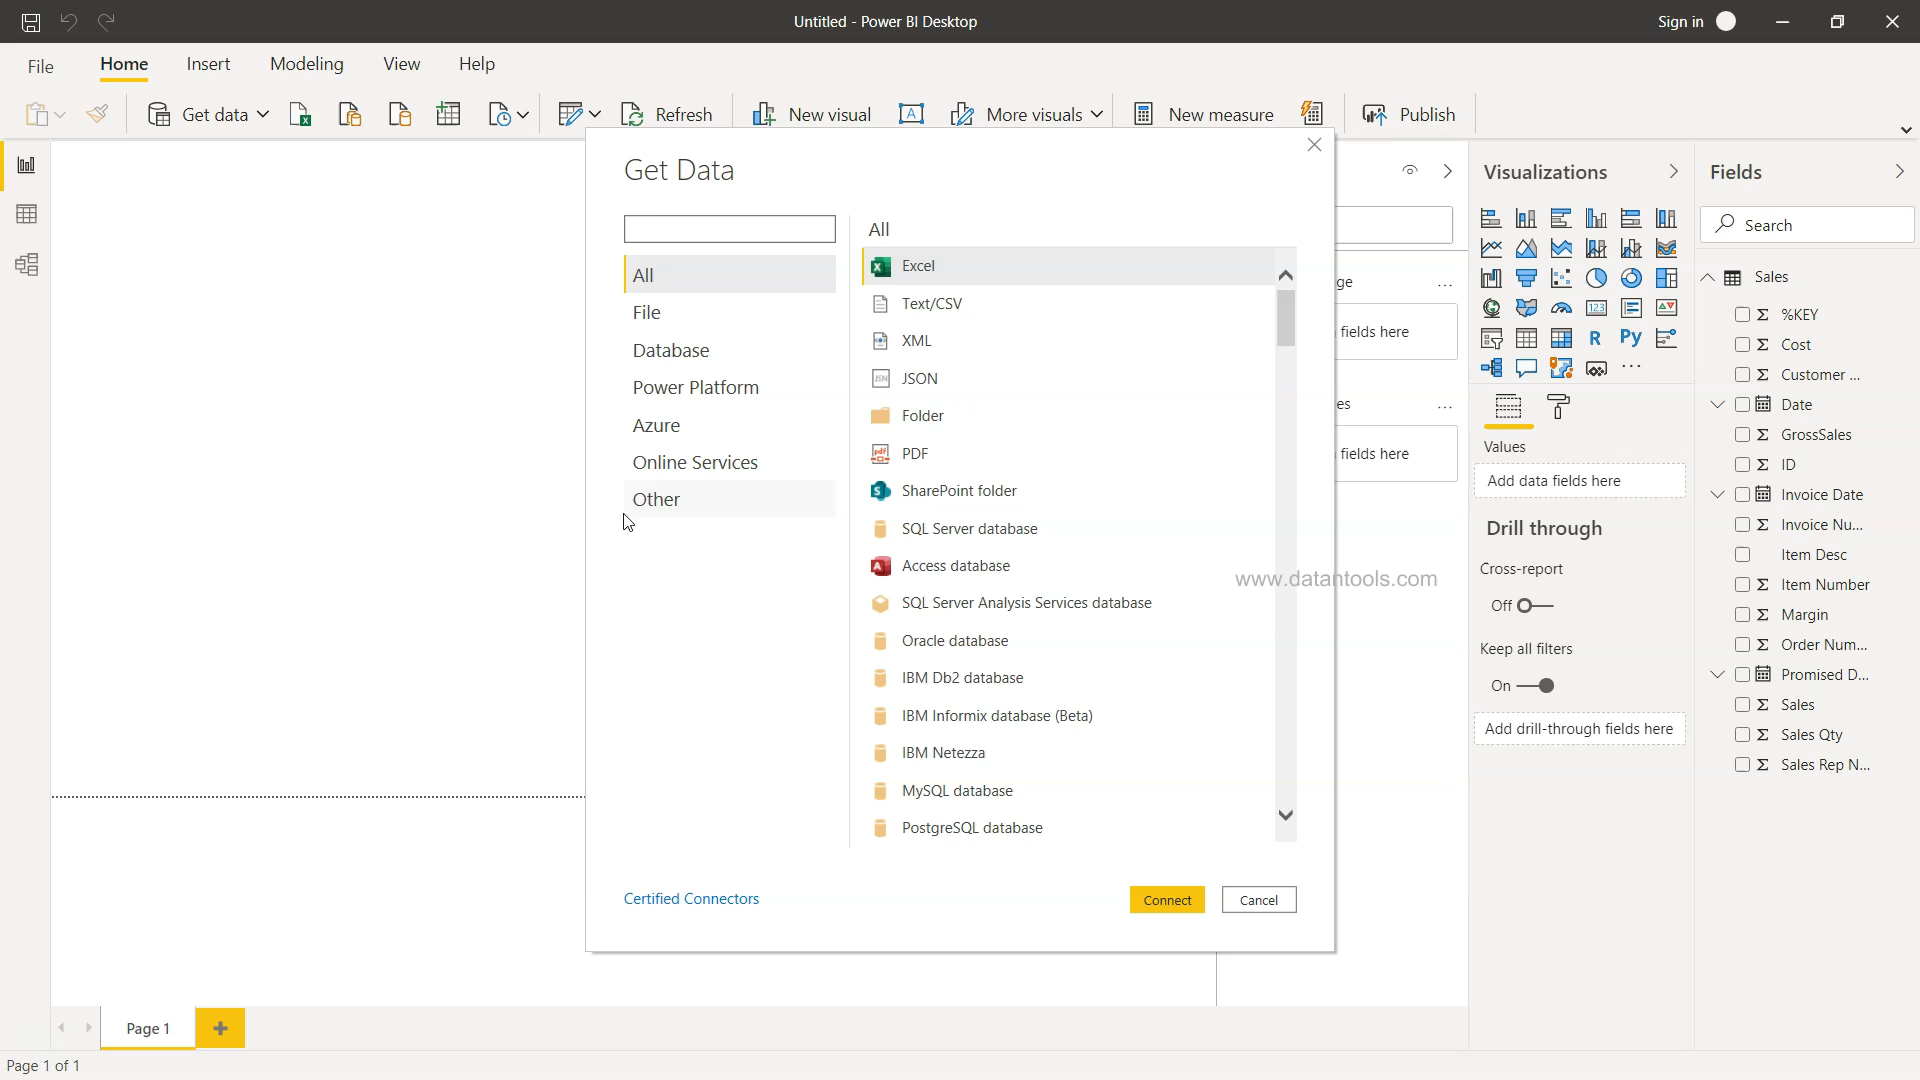 Untitled - Power BI Desktop
Sign in
File
Home
Insert
Modeling
View
Help
Get data
Refresh
New visual
A
More visuals
New measure
Publish
Get Data
All
File
Database
Power Platform
Azure
Online Services
Other
All
Excel
Text/CSV
XML
JSON
Folder
PDF
SharePoint folder
SQL Server database
Access database
SQL Server Analysis Services database
Oracle database
IBM Db2 database
IBM Informix database (Beta)
IBM Netezza
MySQL database
PostgreSQL database
Certified Connectors
Connect
Cancel
ge
...
fields here
es
...
fields here
www.datantools.com
Visualizations
123
R
Py
...
Values
Add data fields here
Drill through
Cross-report
Off
Keep all filters
On
Add drill-through fields here
Fields
Search
Sales
Σ %KEY
Σ Cost
Σ Customer ...
Date
Σ GrossSales
Σ ID
Invoice Date
Σ Invoice Nu...
Item Desc
Σ Item Number
Σ Margin
Σ Order Num...
Promised D...
Σ Sales
Σ Sales Qty
Σ Sales Rep N...
Page 1
Page 1 of 1